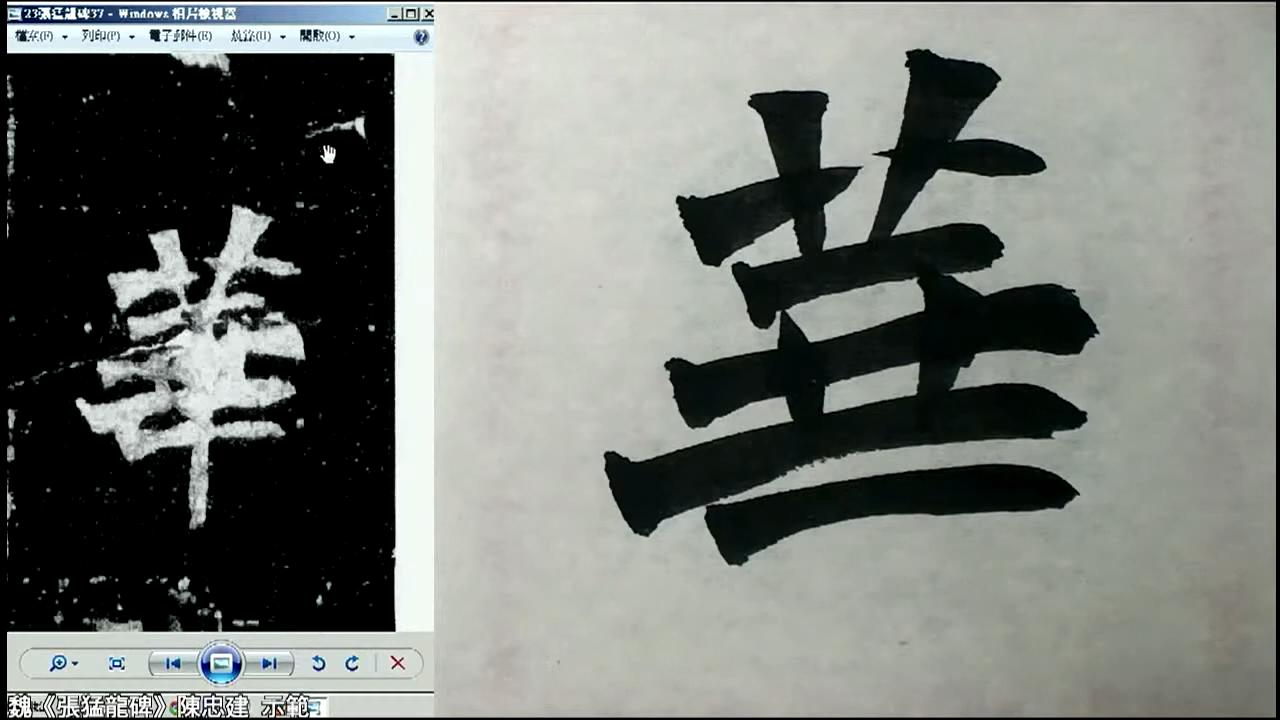 23張猛龍碑37 - Windows 相片檢視器
檔案(F) 列印(P) 電子郵件(E) 燒錄(U) 開啟(O)
華
魏《張猛龍碑》陳忠建 示範